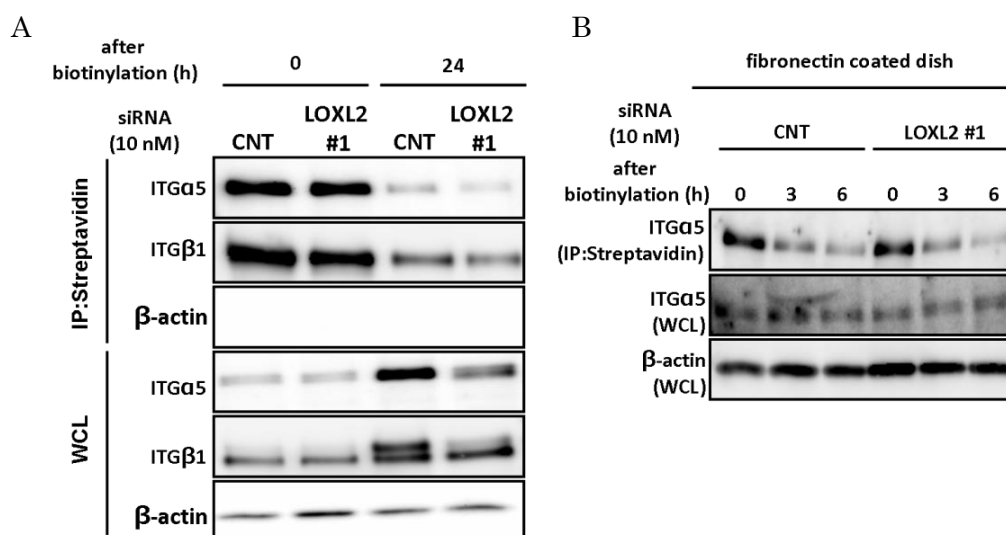 A
after
biotinylation (h)
0
24
siRNA
(10 nM)
CNT
LOXL2
#1
CNT
LOXL2
#1
IP:Streptavidin
ITGα5
ITGβ1
β-actin
WCL
ITGα5
ITGβ1
β-actin
B
fibronectin coated dish
siRNA
(10 nM)
CNT
LOXL2 #1
after
biotinylation (h)
0 3 6 0 3 6
ITGα5
(IP:Streptavidin)
ITGα5
(WCL)
β-actin
(WCL)